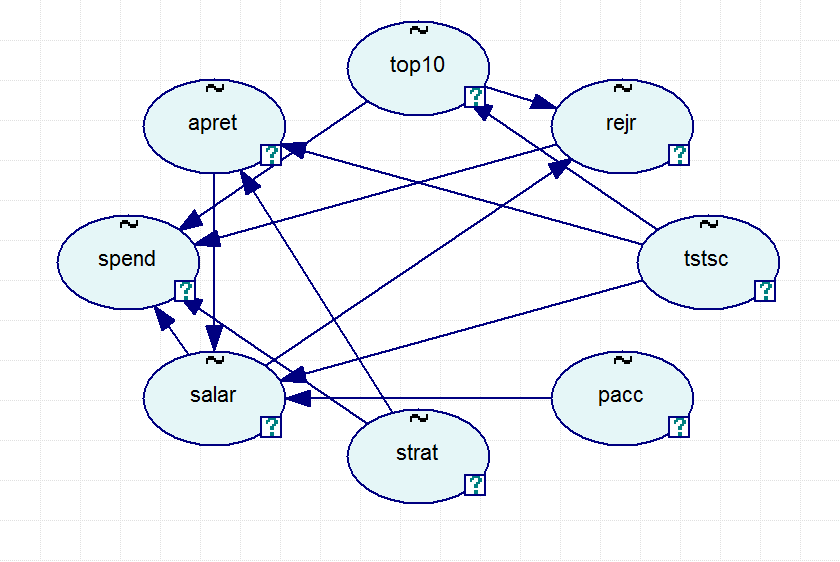 top10
apret
rejr
spend
tstsc
salar
pacc
strat
~
~
~
~
~
~
~
~
?
?
?
?
?
?
?
?